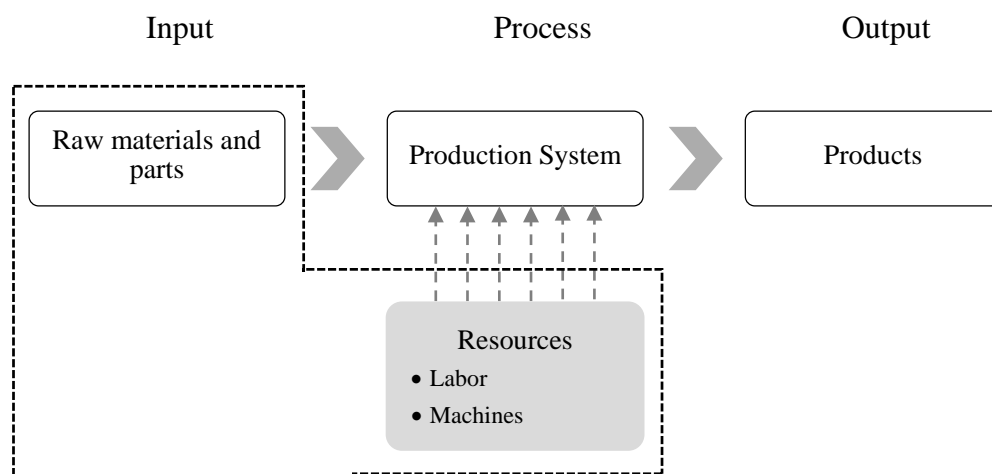 Input
Process
Output
Raw materials and
parts
Production System
Products
Resources
• Labor
• Machines